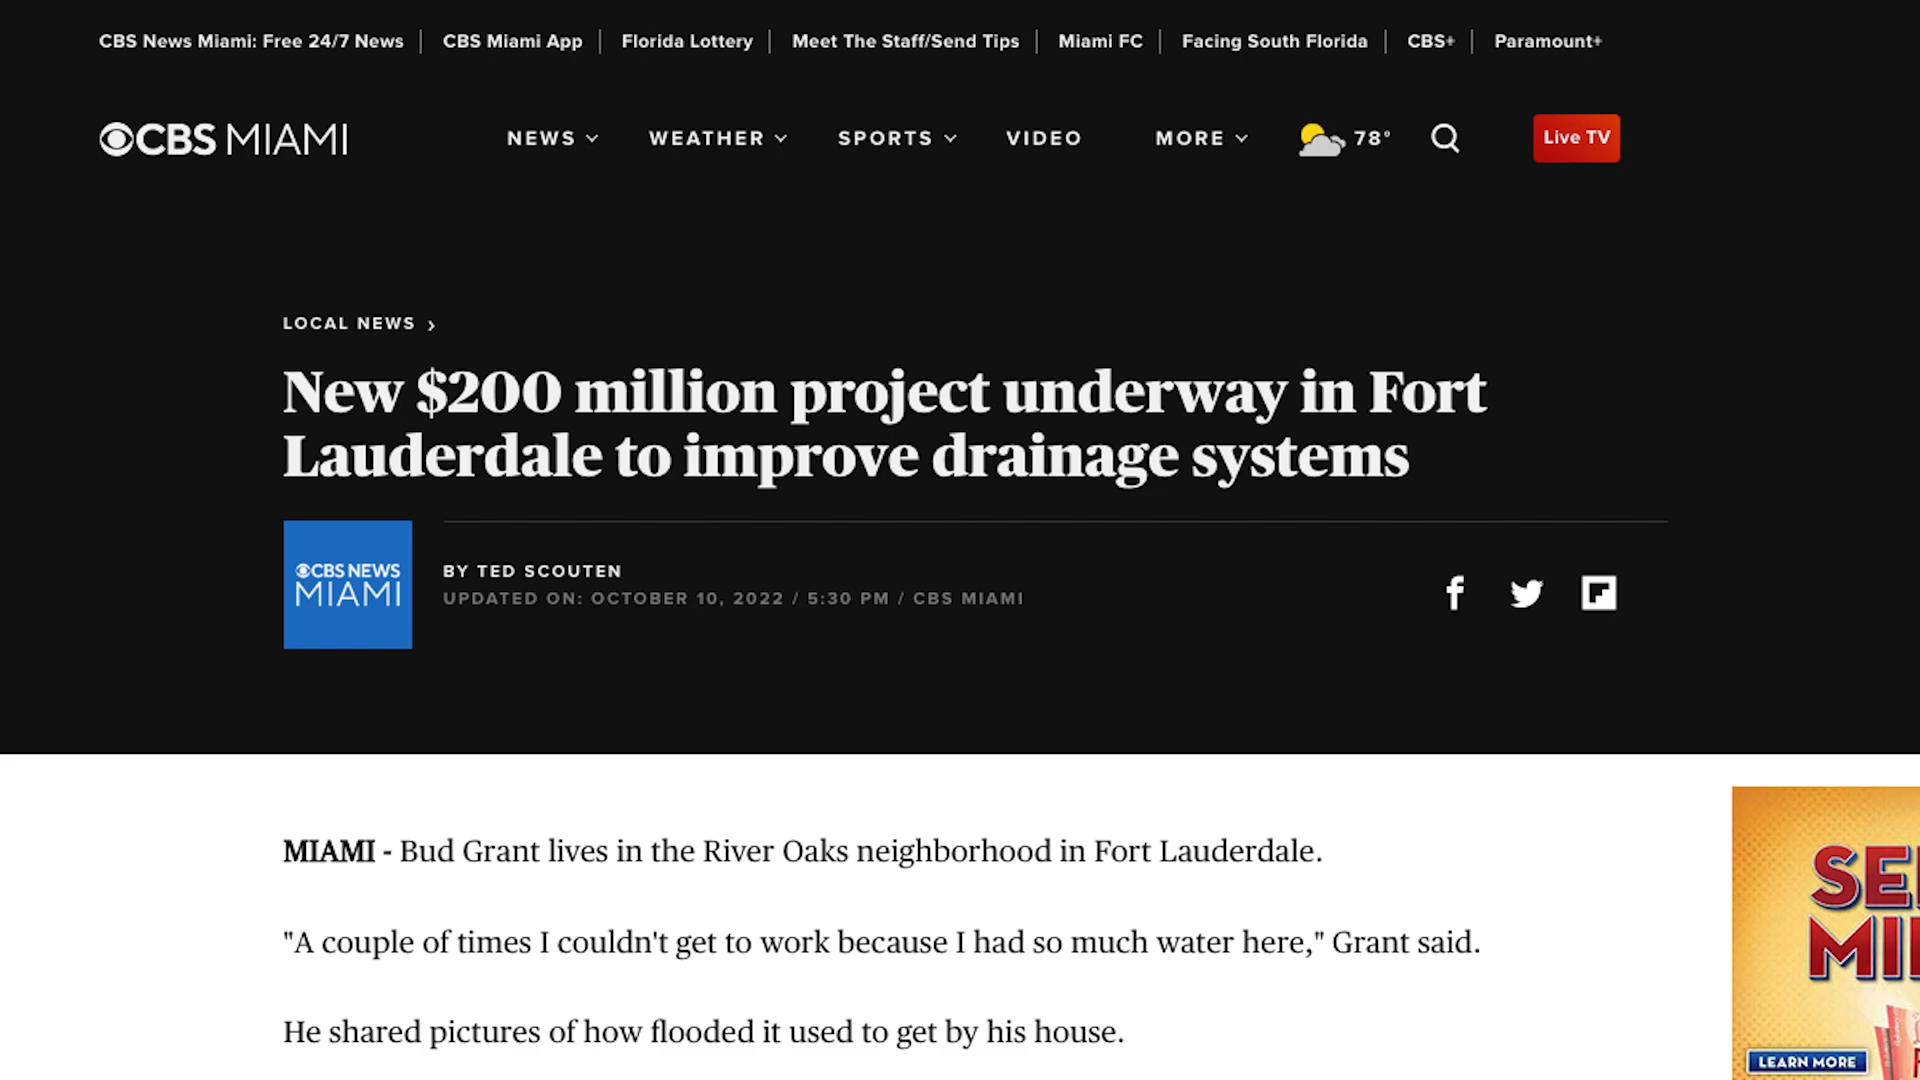 CBS News Miami: Free 24/7 News | CBS Miami App | Florida Lottery | Meet The Staff/Send Tips | Miami FC | Facing South Florida | CBS+ | Paramount+
CBS MIAMI NEWS WEATHER SPORTS VIDEO MORE 78° Live TV
LOCAL NEWS ›
New $200 million project underway in Fort
Lauderdale to improve drainage systems
CBS NEWS
MIAMI
BY TED SCOUTEN
UPDATED ON: OCTOBER 10, 2022 / 5:30 PM / CBS MIAMI
MIAMI - Bud Grant lives in the River Oaks neighborhood in Fort Lauderdale.
"A couple of times I couldn't get to work because I had so much water here," Grant said.
He shared pictures of how flooded it used to get by his house.
LEARN MORE